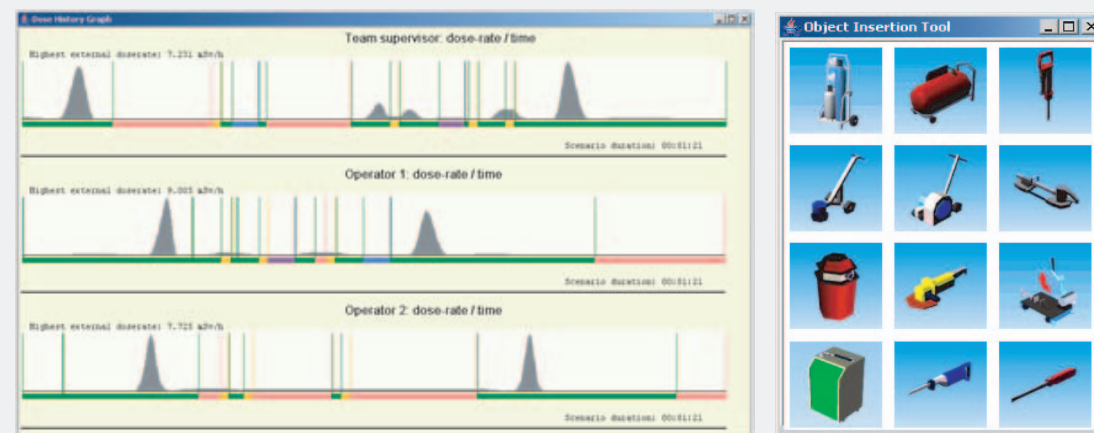 Dose History Graph
Team supervisor: dose-rate / time
Highest external doserate: 7.231 mSv/h
Scenario duration: 00:01:21
Operator 1: dose-rate / time
Highest external doserate: 9.005 mSv/h
Scenario duration: 00:01:21
Operator 2: dose-rate / time
Highest external doserate: 7.725 mSv/h
Scenario duration: 00:01:21
Object Insertion Tool